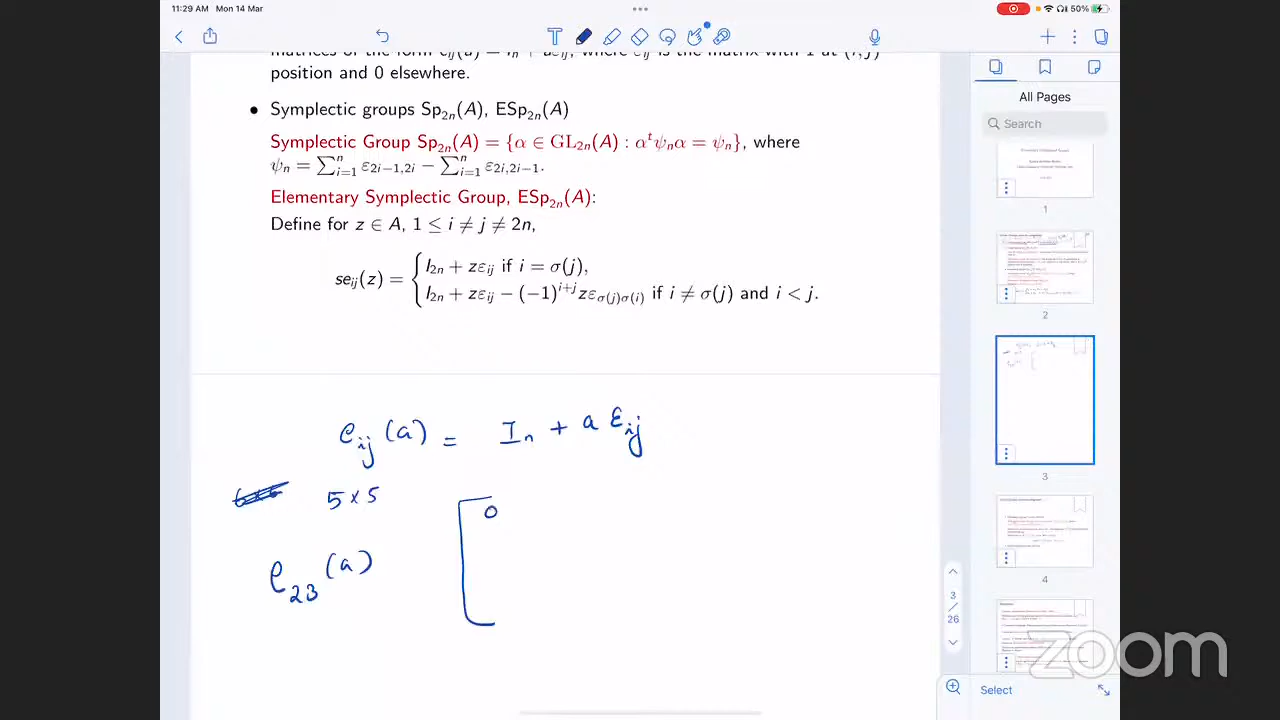 11:29 AM Mon 14 Mar
50%
matrices of the form e_ij(a) = I_n + aε_ij, where ε_ij is the matrix with 1 at (i, j)
position and 0 elsewhere.
• Symplectic groups Sp_2n(A), ESp_2n(A)
Symplectic Group Sp_2n(A) = {α ∈ GL_2n(A) : α^t ψ_n α = ψ_n}, where
ψ_n = ∑_{i=1}^n ε_{2i−1,2i} − ∑_{i=1}^n ε_{2i,2i−1}.
Elementary Symplectic Group, ESp_2n(A):
Define for z ∈ A, 1 ≤ i ≠ j ≠ 2n,
se_ij(z) = { I_2n + zε_ij if i = σ(j),
I_2n + zε_ij − (−1)^{i+j} zε_{σ(j)σ(i)} if i ≠ σ(j) and i < j.
e_ij (a) = I_n + a ε_ij
5 × 5
[ 0
e_23 (a)
All Pages
Search
1
2
3
4
3
/
26
Select
zoom